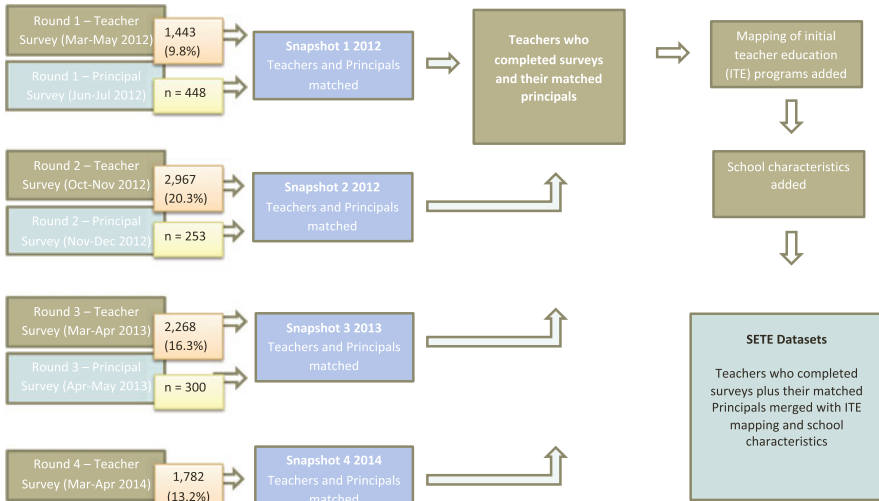 Round 1 – Teacher
Survey (Mar-May 2012)
1,443
(9.8%)
Round 1 – Principal
Survey (Jun-Jul 2012)
n = 448
Snapshot 1 2012
Teachers and Principals
matched
Teachers who
completed surveys
and their matched
principals
Mapping of initial
teacher education
(ITE) programs added
Round 2 – Teacher
Survey (Oct-Nov 2012)
2,967
(20.3%)
Round 2 – Principal
Survey (Nov-Dec 2012)
n = 253
Snapshot 2 2012
Teachers and Principals
matched
School characteristics
added
Round 3 – Teacher
Survey (Mar-Apr 2013)
2,268
(16.3%)
Round 3 – Principal
Survey (Apr-May 2013)
n = 300
Snapshot 3 2013
Teachers and Principals
matched
SETE Datasets
Teachers who completed
surveys plus their matched
Principals merged with ITE
mapping and school
characteristics
Round 4 – Teacher
Survey (Mar-Apr 2014)
1,782
(13.2%)
Snapshot 4 2014
Teachers and Principals
matched